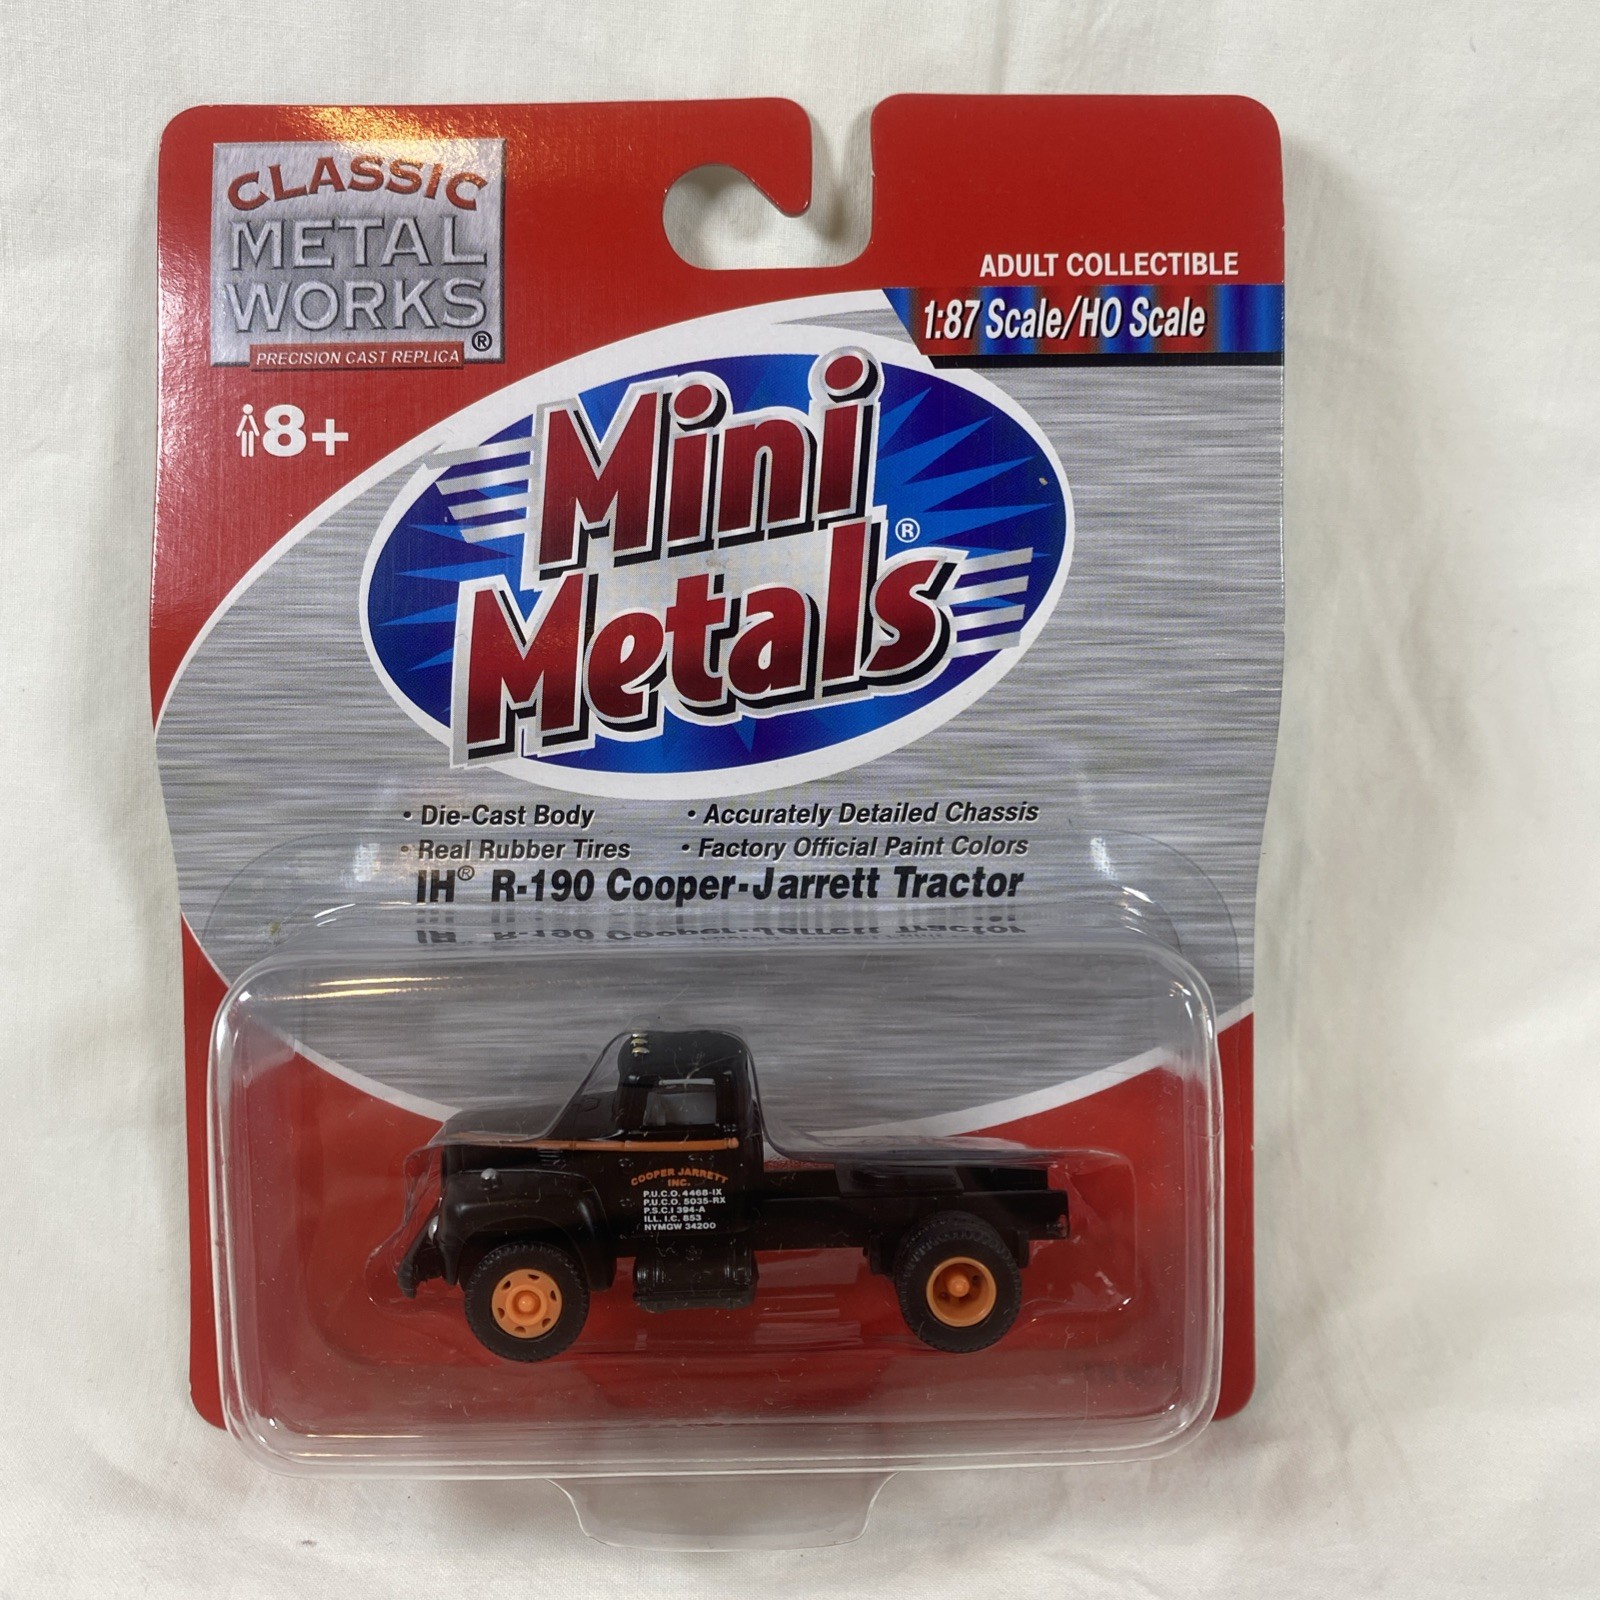 CLASSIC
METAL
WORKS®
PRECISION CAST REPLICA
8+
ADULT COLLECTIBLE
1:87 Scale/HO Scale
Mini
Metals®
• Die-Cast Body • Accurately Detailed Chassis
• Real Rubber Tires • Factory Official Paint Colors
IH® R-190 Cooper-Jarrett Tractor
COOPER JARRETT
INC.
P.U.C.O. 4468-IX
P.U.C.O. 5035-RX
P.S.C.I 394-A
ILL. I.C. 853
NYMGW 34200